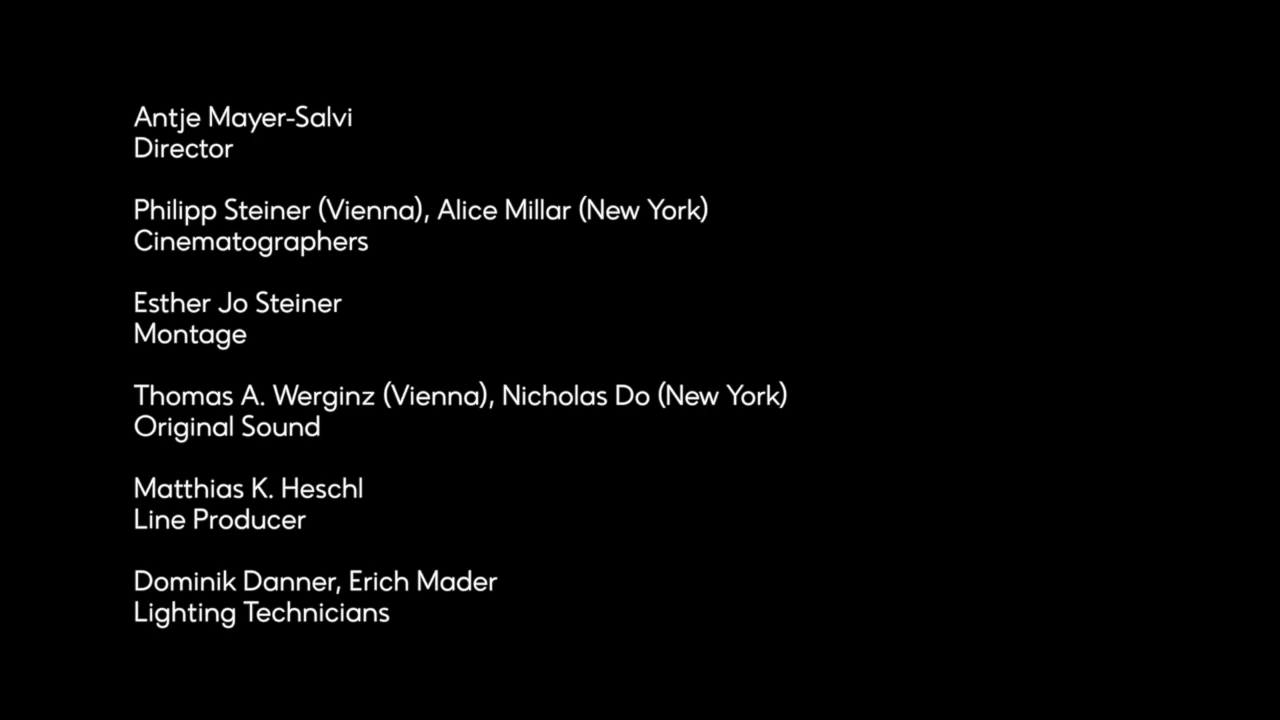 Antje Mayer-Salvi
Director
Philipp Steiner (Vienna), Alice Millar (New York)
Cinematographers
Esther Jo Steiner
Montage
Thomas A. Werginz (Vienna), Nicholas Do (New York)
Original Sound
Matthias K. Heschl
Line Producer
Dominik Danner, Erich Mader
Lighting Technicians